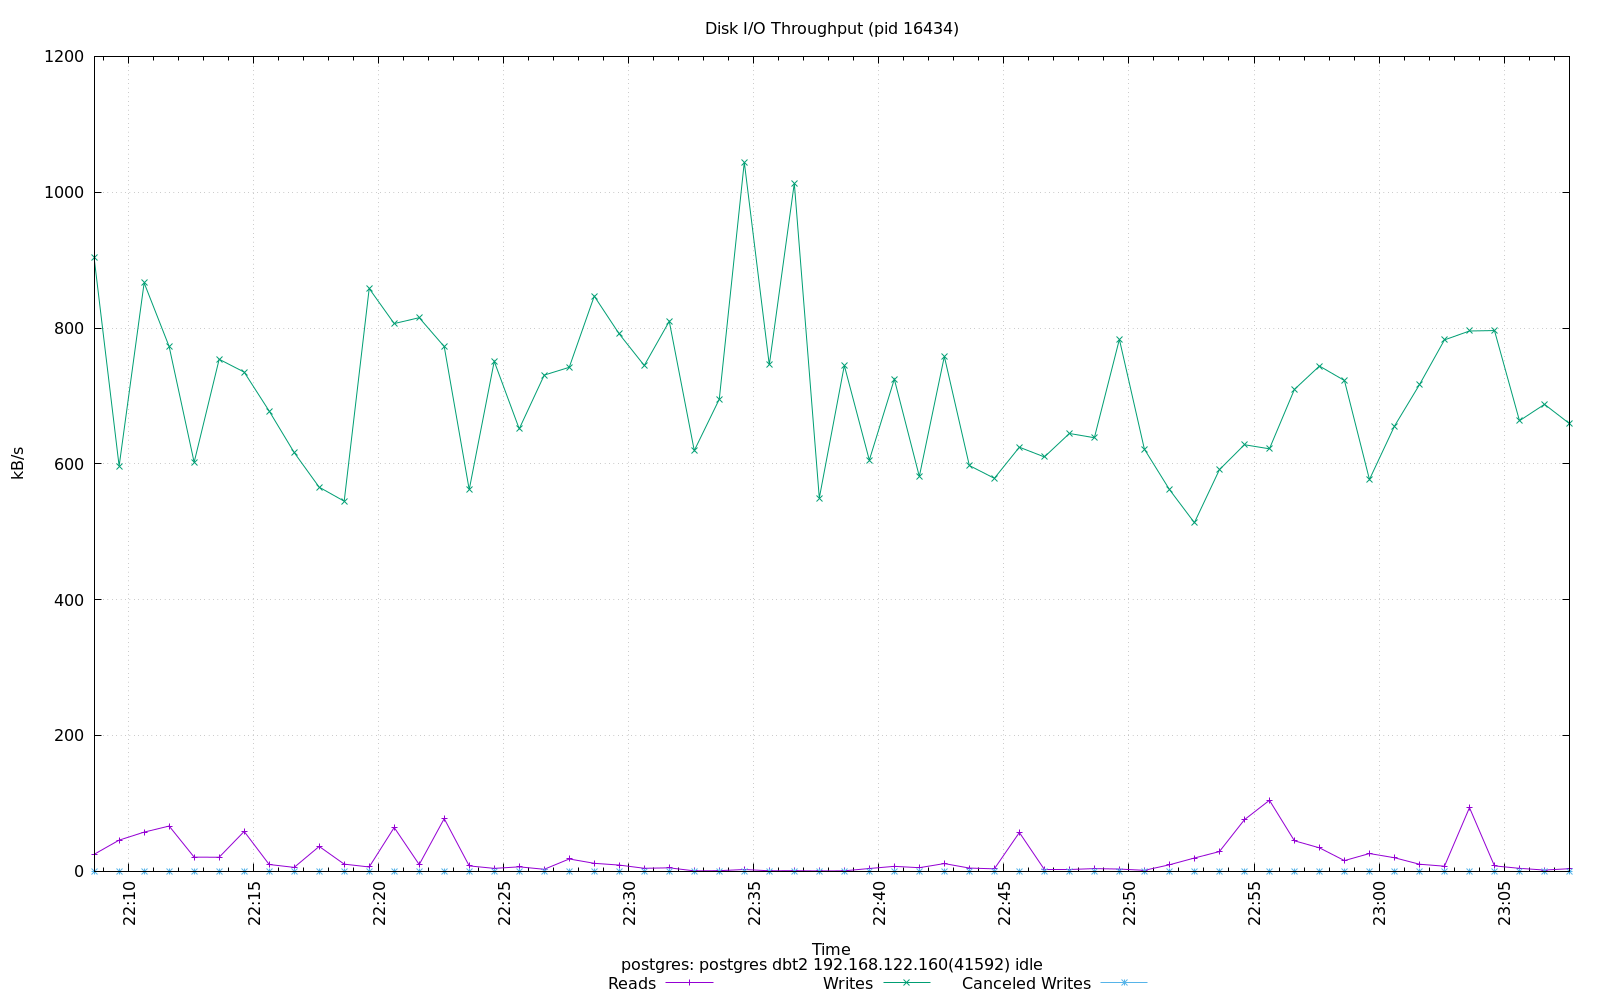 Disk I/O Throughput (pid 16434)
1200
1000
800
600
400
200
0
kB/s
22:10 22:15 22:20 22:25 22:30 22:35 22:40 22:45 22:50 22:55 23:00 23:05
Time
postgres: postgres dbt2 192.168.122.160(41592) idle
Reads Writes Canceled Writes